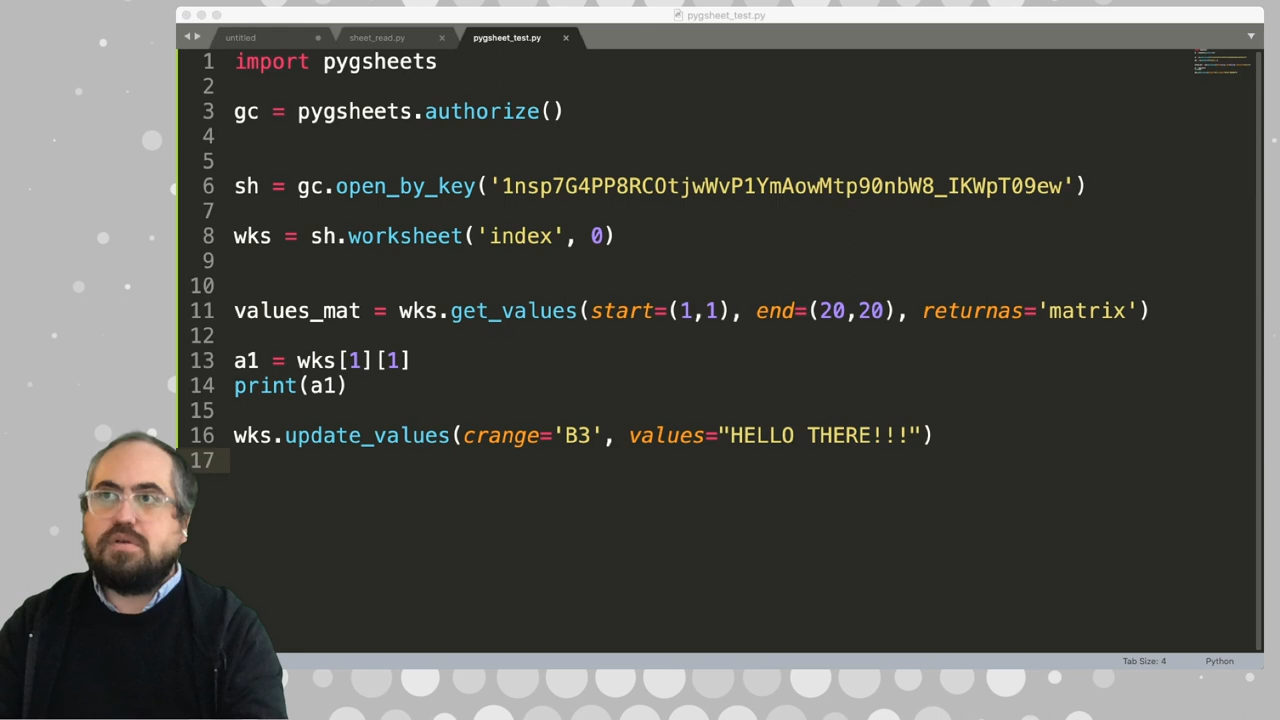 pygsheet_test.py
untitled
sheet_read.py
pygsheet_test.py
1 import pygsheets
2
3 gc = pygsheets.authorize()
4
5
6 sh = gc.open_by_key('1nsp7G4PP8RCOtjwWvP1YmAowMtp90nbW8_IKWpT09ew')
7
8 wks = sh.worksheet('index', 0)
9
10
11 values_mat = wks.get_values(start=(1,1), end=(20,20), returnas='matrix')
12
13 a1 = wks[1][1]
14 print(a1)
15
16 wks.update_values(crange='B3', values="HELLO THERE!!!")
17
Tab Size: 4
Python